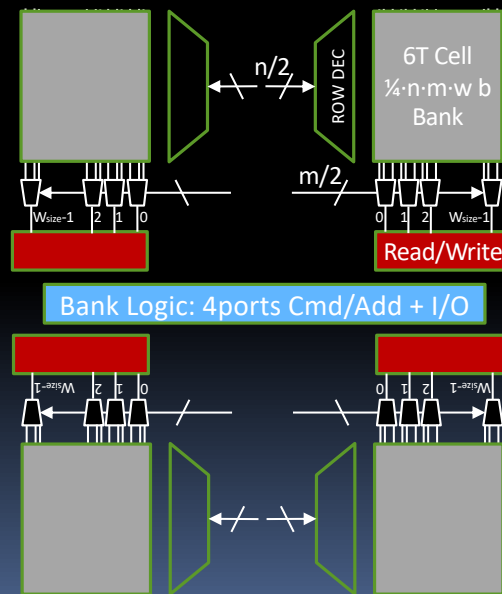 n/2
ROW DEC
6T Cell
¼·n·m·w b
Bank
m/2
Wsize-1 2 1 0
0 1 2 Wsize-1
Read/Write
Bank Logic: 4ports Cmd/Add + I/O
Wsize-1 2 1 0
0 1 2 Wsize-1